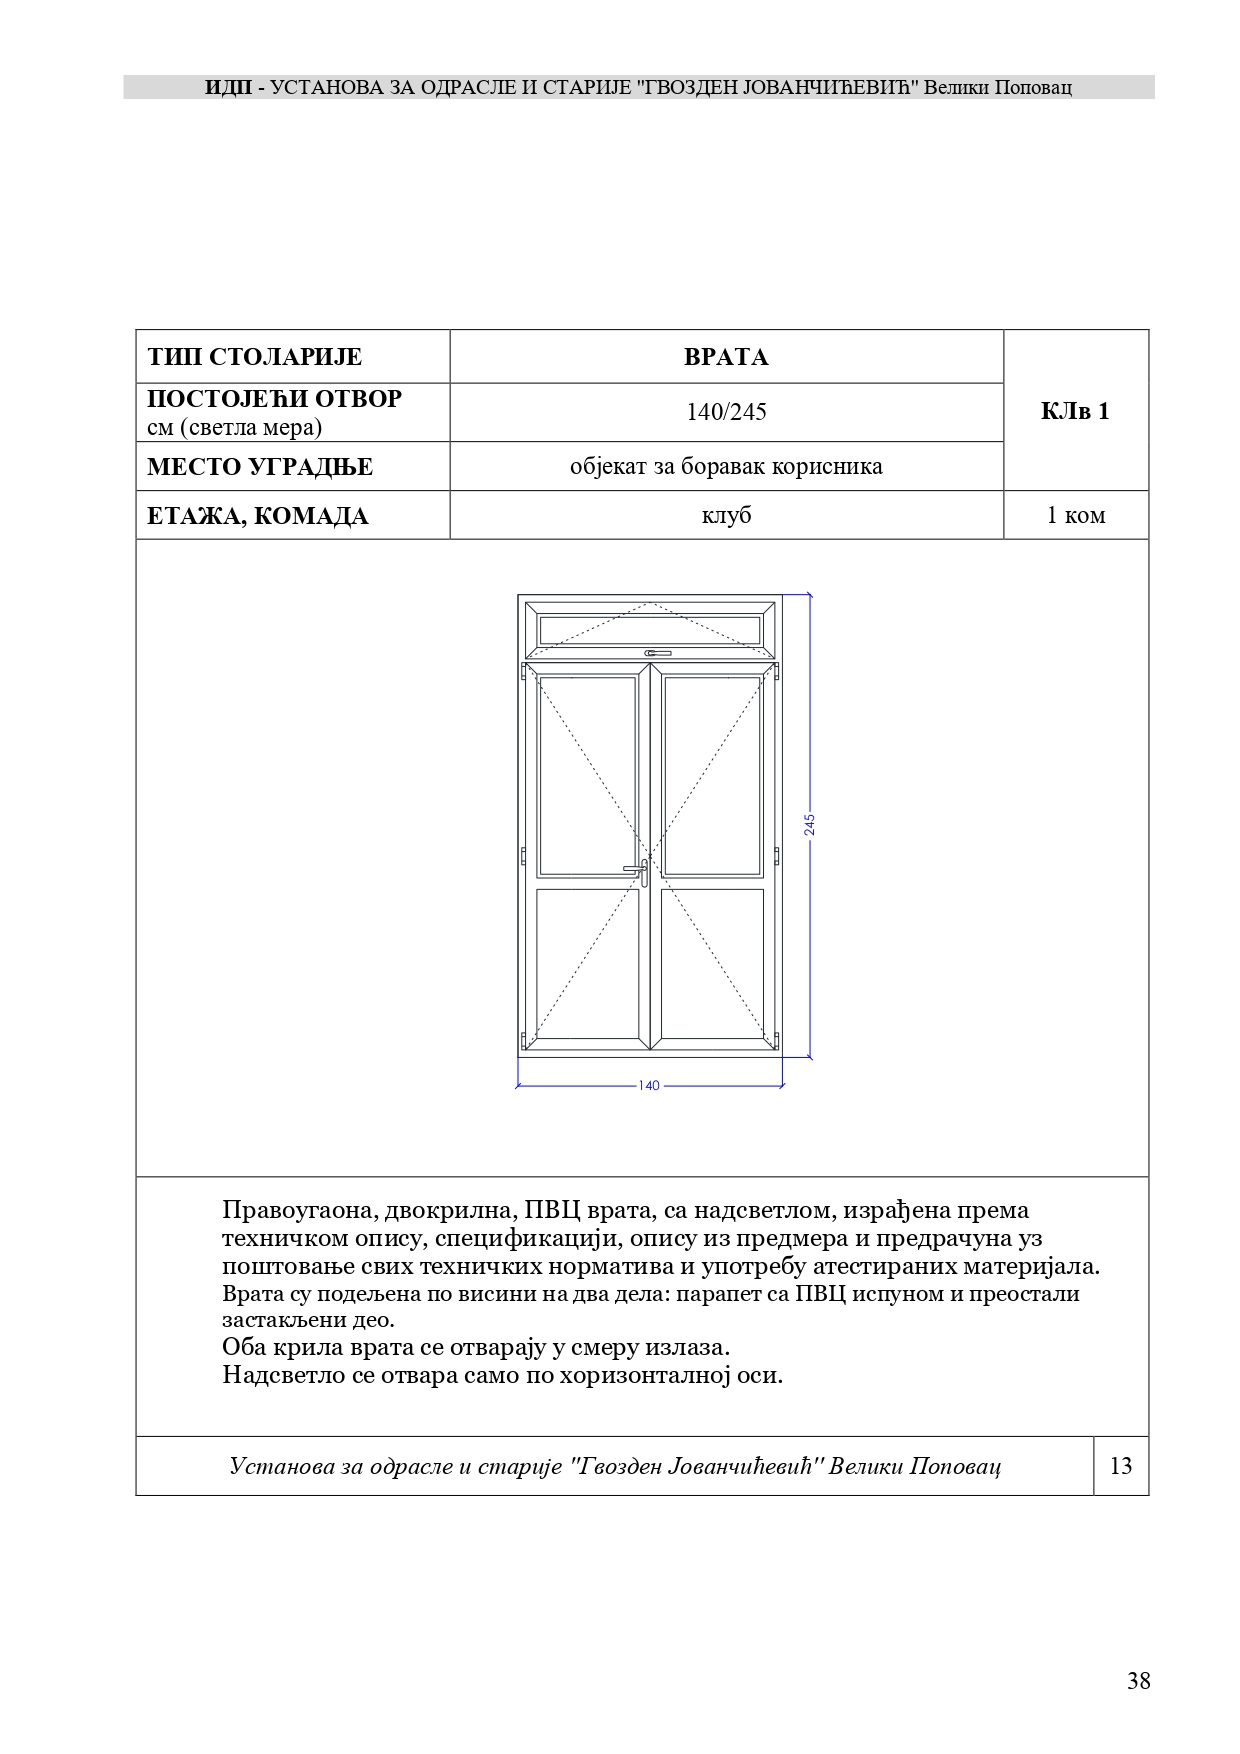 ИДП - УСТАНОВА ЗА ОДРАСЛЕ И СТАРИЈЕ "ГВОЗДЕН ЈОВАНЧИЋЕВИЋ" Велики Поповац
ТИП СТОЛАРИЈЕ
ВРАТА
КЛв 1
ПОСТОЈЕЋИ ОТВОР
см (светла мера)
140/245
МЕСТО УГРАДЊЕ
објекат за боравак корисника
ЕТАЖА, КОМАДА
клуб
1 ком
245
140
Правоугаона, двокрилна, ПВЦ врата, са надсветлом, израђена према
техничком опису, спецификацији, опису из предмера и предрачуна уз
поштовање свих техничких норматива и употребу атестираних материјала.
Врата су подељена по висини на два дела: парапет са ПВЦ испуном и преостали
застакљени део.
Оба крила врата се отварају у смеру излаза.
Надсветло се отвара само по хоризонталној оси.
Установа за одрасле и старије "Гвозден Јованчићевић" Велики Поповац
13
38